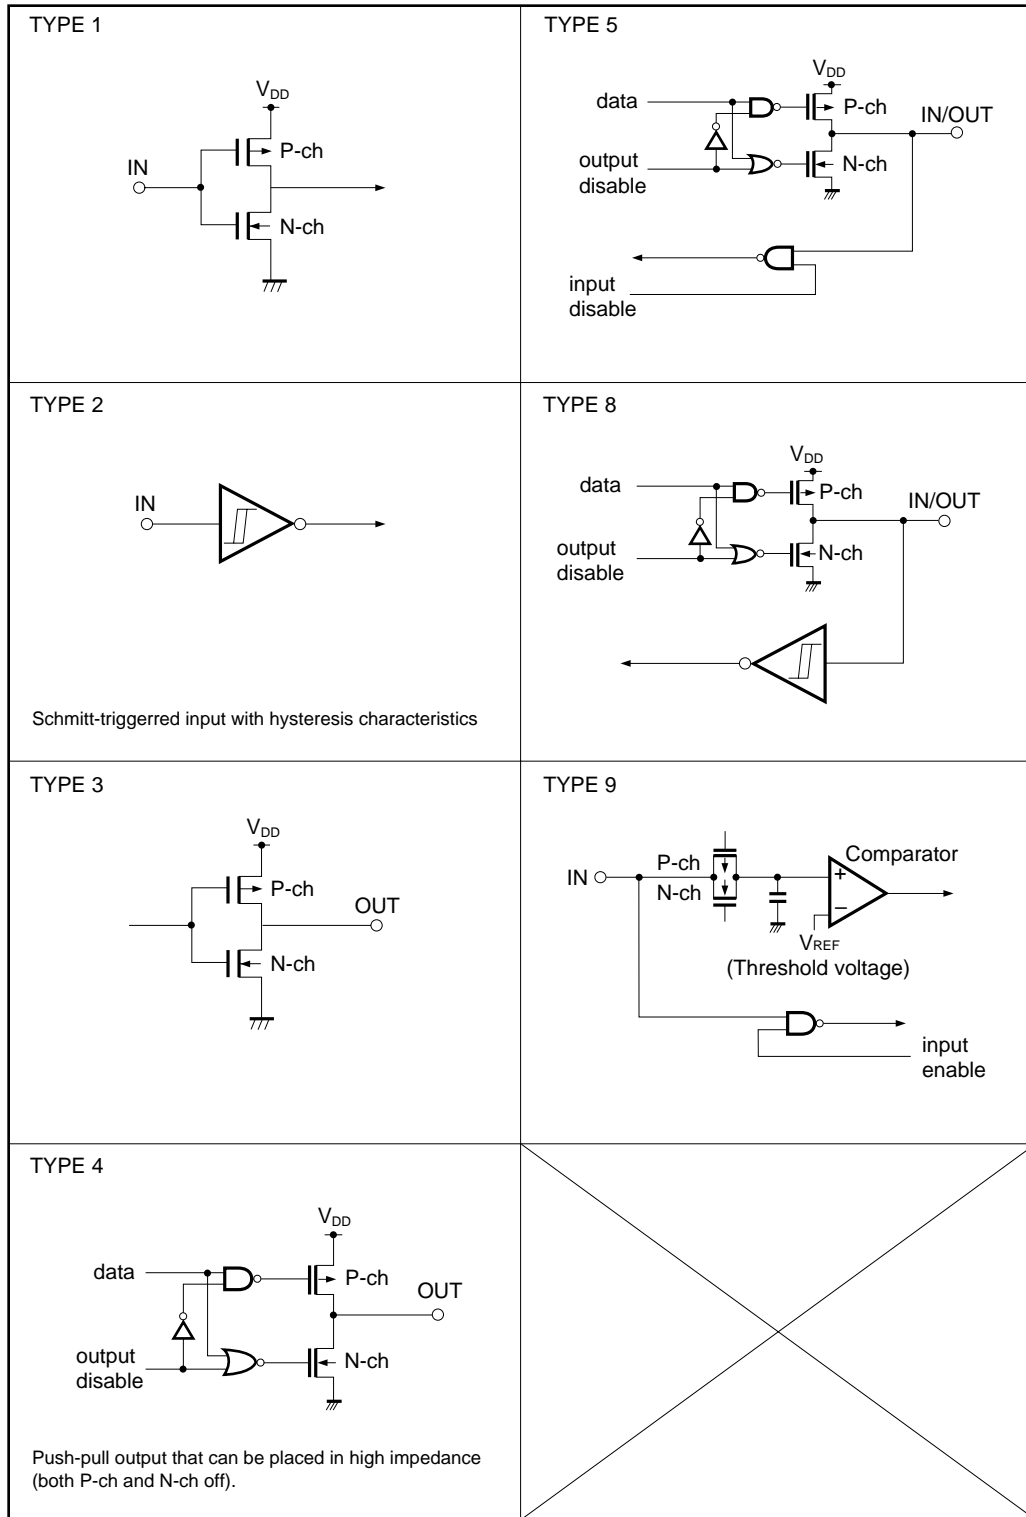 TYPE 1
VDD
P-ch
IN
N-ch
TYPE 5
VDD
data
P-ch
IN/OUT
output
disable
N-ch
input
disable
TYPE 2
IN
Schmitt-triggerred input with hysteresis characteristics
TYPE 8
VDD
data
P-ch
IN/OUT
output
disable
N-ch
TYPE 3
VDD
P-ch
OUT
N-ch
TYPE 9
P-ch
Comparator
IN
N-ch
+
−
VREF
(Threshold voltage)
input
enable
TYPE 4
VDD
data
P-ch
OUT
output
disable
N-ch
Push-pull output that can be placed in high impedance
(both P-ch and N-ch off).